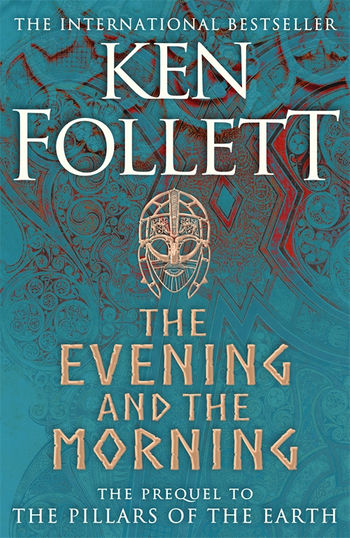 THE INTERNATIONAL BESTSELLER
KEN
FOLLETT
THE
EVENING
AND THE
MORNING
THE PREQUEL TO
THE PILLARS OF THE EARTH